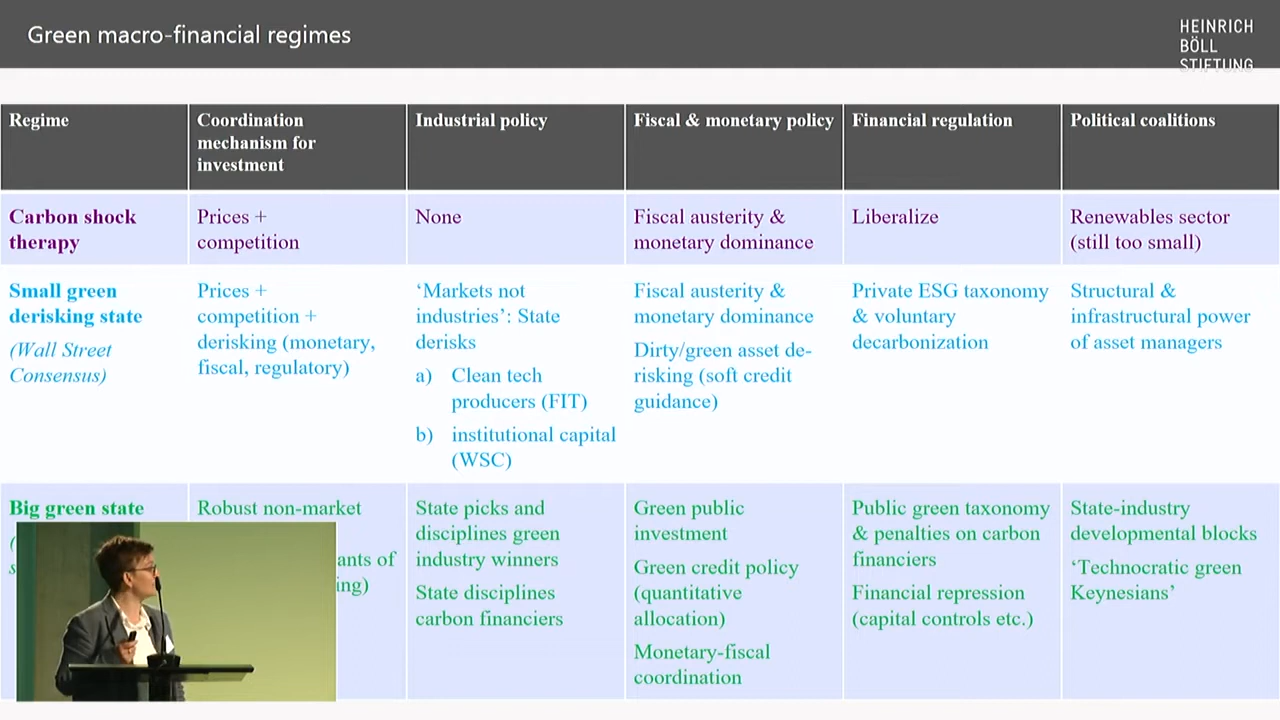 Green macro-financial regimes
HEINRICH
BÖLL
STIFTUNG
Regime
Coordination
mechanism for
investment
Industrial policy
Fiscal & monetary policy
Financial regulation
Political coalitions
Carbon shock
therapy
Prices +
competition
None
Fiscal austerity &
monetary dominance
Liberalize
Renewables sector
(still too small)
Small green
derisking state
(Wall Street
Consensus)
Prices +
competition +
derisking (monetary,
fiscal, regulatory)
‘Markets not
industries’: State
derisks
a) Clean tech
producers (FIT)
b) institutional capital
(WSC)
Fiscal austerity &
monetary dominance
Dirty/green asset de-
risking (soft credit
guidance)
Private ESG taxonomy
& voluntary
decarbonization
Structural &
infrastructural power
of asset managers
Big green state
Robust non-market
of
State picks and
disciplines green
industry winners
State disciplines
carbon financiers
Green public
investment
Green credit policy
(quantitative
allocation)
Monetary-fiscal
coordination
Public green taxonomy
& penalties on carbon
financiers
Financial repression
(capital controls etc.)
State-industry
developmental blocks
‘Technocratic green
Keynesians’